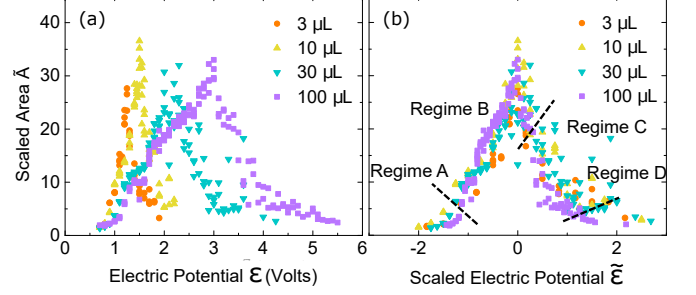 (a)
3 µL
10 µL
30 µL
100 µL
Scaled Area Ã
40
30
20
10
0
0 1 2 3 4 5 6
Electric Potential ε (Volts)
(b)
3 µL
10 µL
30 µL
100 µL
Regime B
Regime C
Regime A
Regime D
-2 0 2
Scaled Electric Potential ε̃